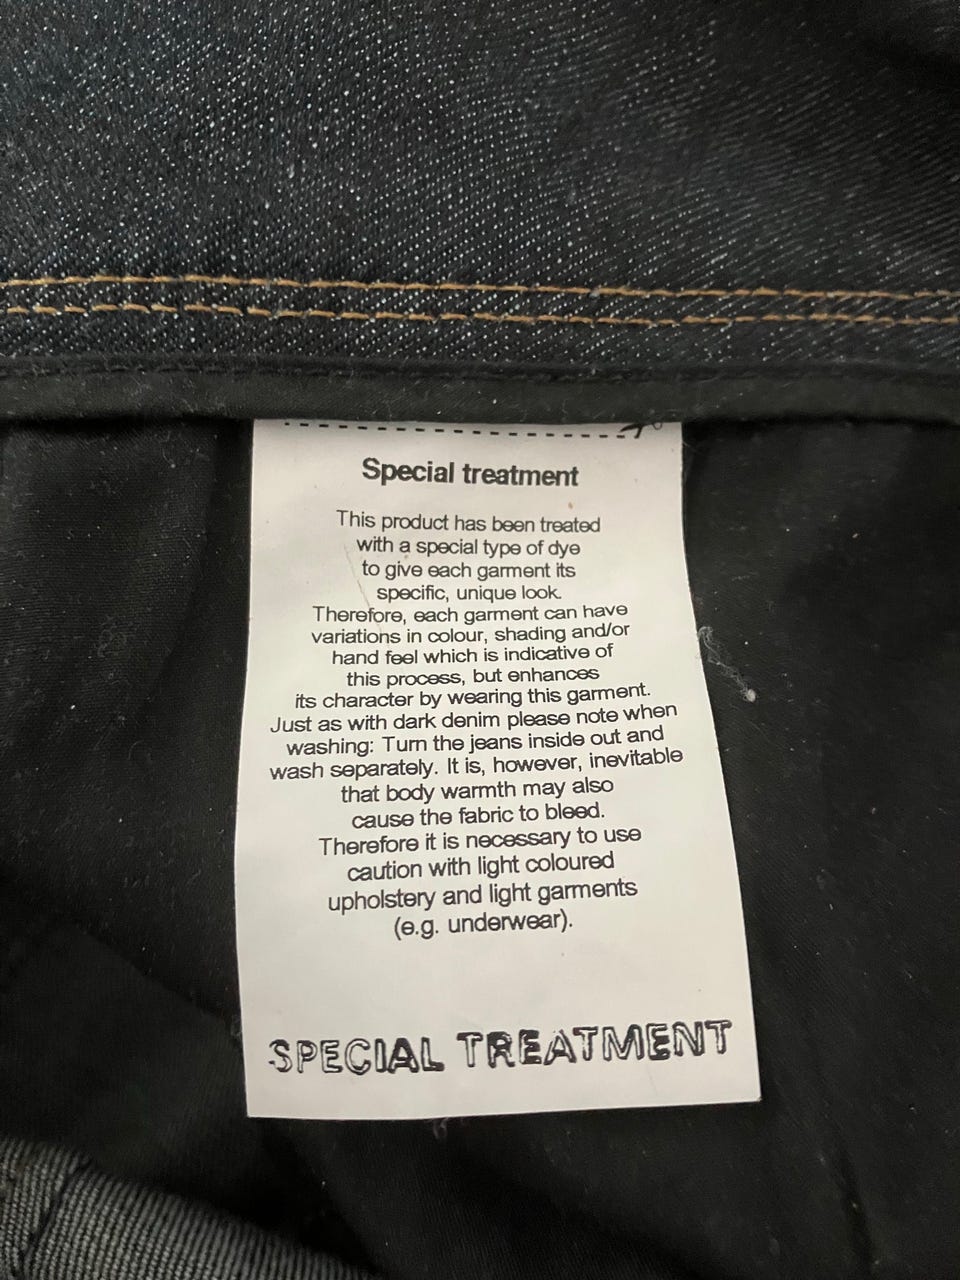 Special treatment
This product has been treated
with a special type of dye
to give each garment its
specific, unique look.
Therefore, each garment can have
variations in colour, shading and/or
hand feel which is indicative of
this process, but enhances
its character by wearing this garment.
Just as with dark denim please note when
washing: Turn the jeans inside out and
wash separately. It is, however, inevitable
that body warmth may also
cause the fabric to bleed.
Therefore it is necessary to use
caution with light coloured
upholstery and light garments
(e.g. underwear).
SPECIAL TREATMENT